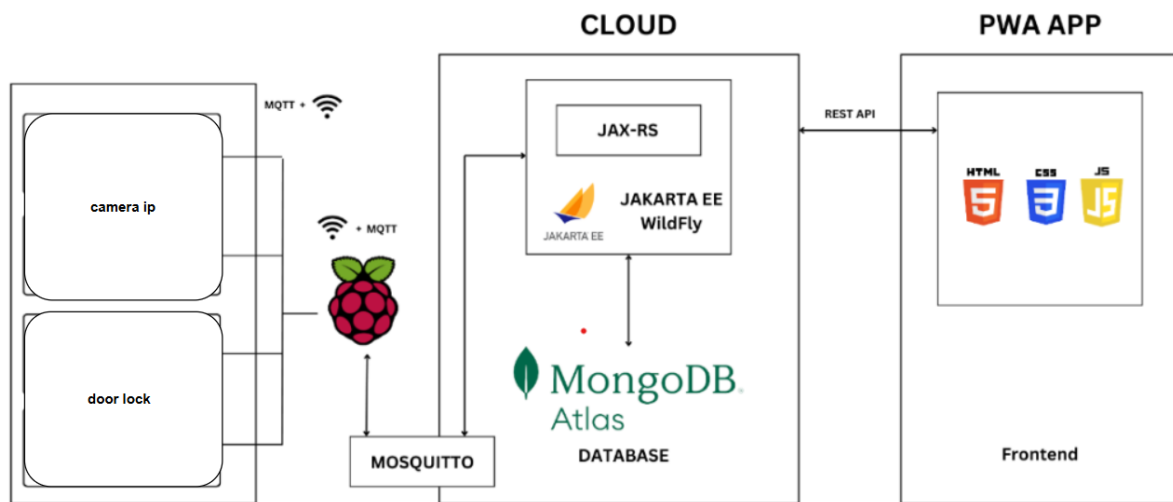 CLOUD
PWA APP
MQTT +
camera ip
+ MQTT
door lock
MOSQUITTO
JAX-RS
JAKARTA EE
JAKARTA EE
WildFly
MongoDB.
Atlas
DATABASE
REST API
HTML
5
CSS
3
JS
JS
Frontend